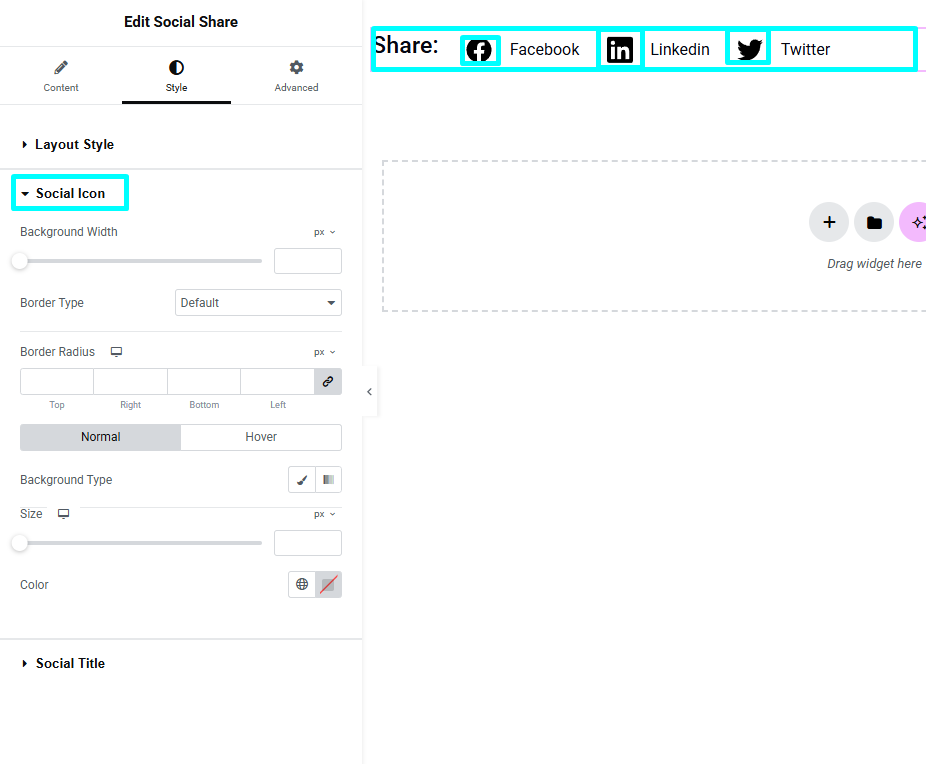 Edit Social Share
Content
Style
Advanced
Layout Style
Social Icon
Background Width
px
Border Type
Default
Border Radius
px
Top
Right
Bottom
Left
Normal
Hover
Background Type
Size
px
Color
Social Title
Share:
Facebook
Linkedin
Twitter
Drag widget here